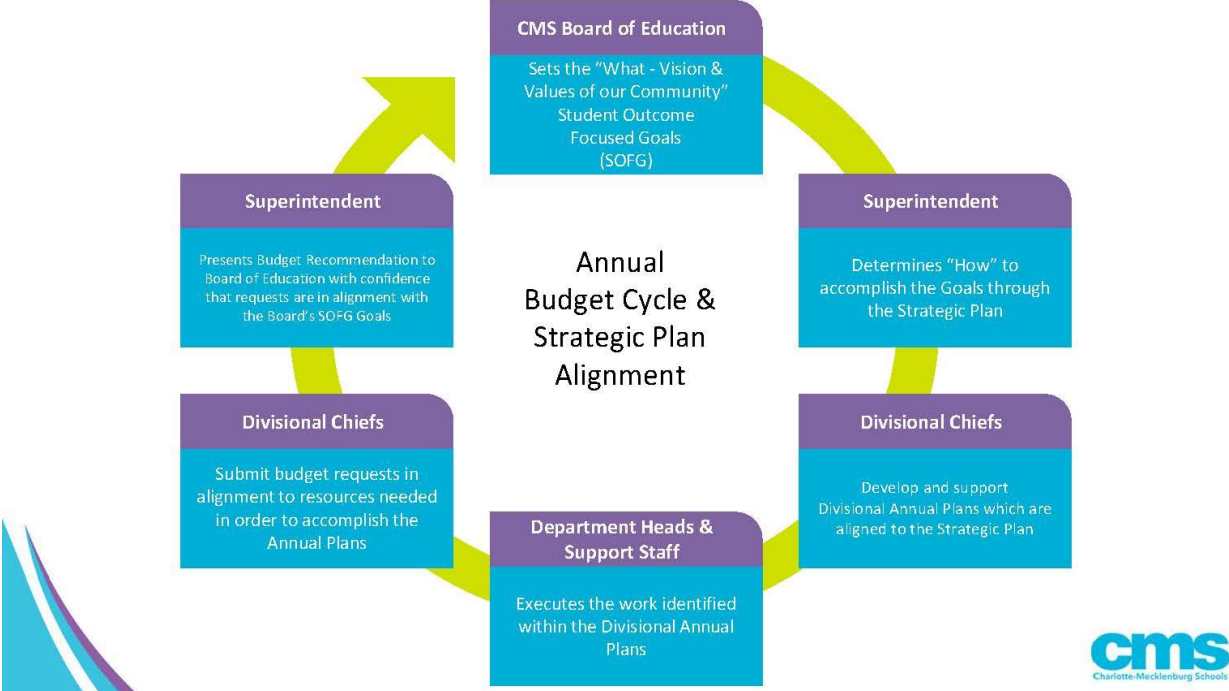 CMS Board of Education
Sets the “What - Vision &
Values of our Community”
Student Outcome
Focused Goals
(SOFG)
Superintendent
Determines “How” to
accomplish the Goals through
the Strategic Plan
Divisional Chiefs
Develop and support
Divisional Annual Plans which are
aligned to the Strategic Plan
Department Heads &
Support Staff
Executes the work identified
within the Divisional Annual
Plans
Divisional Chiefs
Submit budget requests in
alignment to resources needed
in order to accomplish the
Annual Plans
Superintendent
Presents Budget Recommendation to
Board of Education with confidence
that requests are in alignment with
the Board’s SOFG Goals
Annual
Budget Cycle &
Strategic Plan
Alignment
cms
Charlotte-Mecklenburg Schools